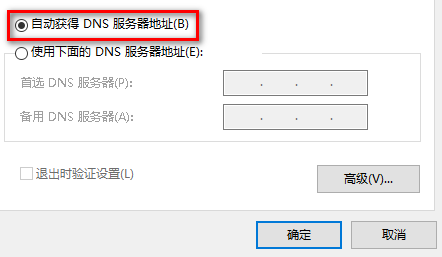 自动获得 DNS 服务器地址(B)
使用下面的 DNS 服务器地址(E):
首选 DNS 服务器(P):
备用 DNS 服务器(A):
退出时验证设置(L)
高级(V)...
确定 取消